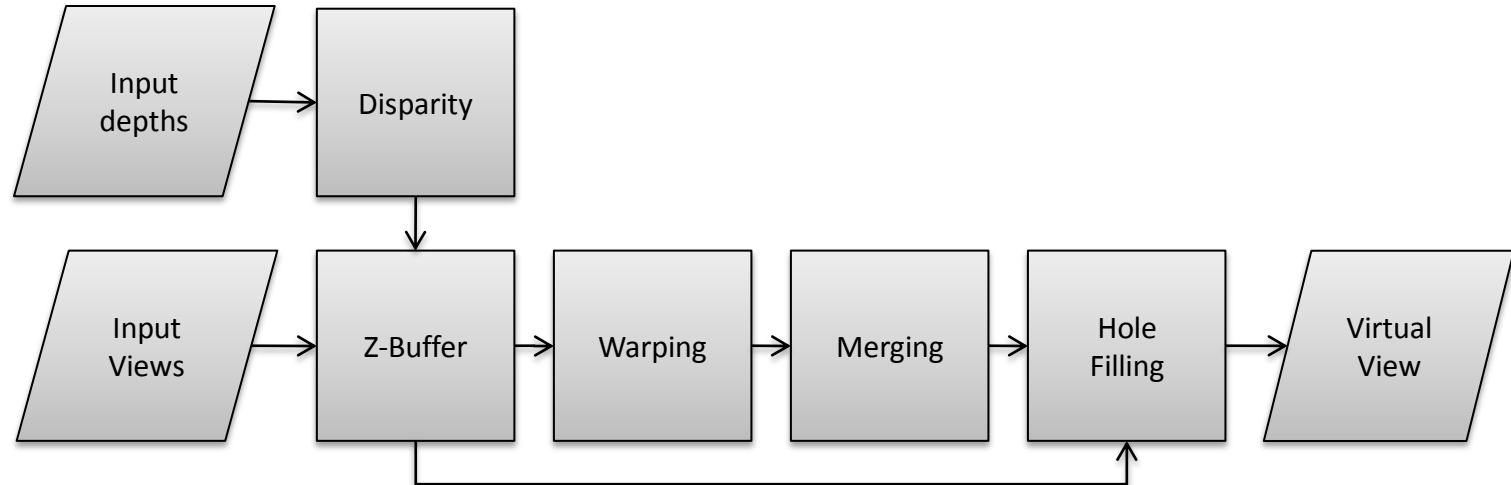 Input
depths
Disparity
Input
Views
Z-Buffer
Warping
Merging
Hole
Filling
Virtual
View